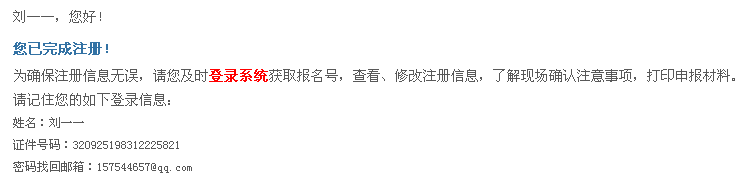 刘一一，您好！
您已完成注册！
为确保注册信息无误，请您及时登录系统获取报名号，查看、修改注册信息，了解现场确认注意事项，打印申报材料。
请记住您的如下登录信息：
姓名：刘一一
证件号码：320925198312225821
密码找回邮箱：157544657@qq.com